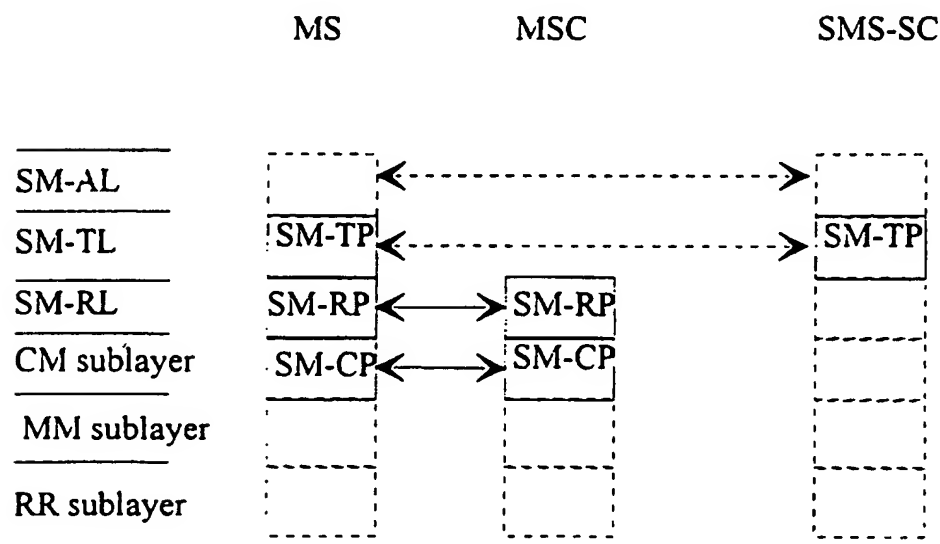 MS MSC SMS-SC
SM-AL
SM-TL SM-TP SM-TP
SM-RL SM-RP SM-RP
CM sublayer SM-CP SM-CP
MM sublayer
RR sublayer